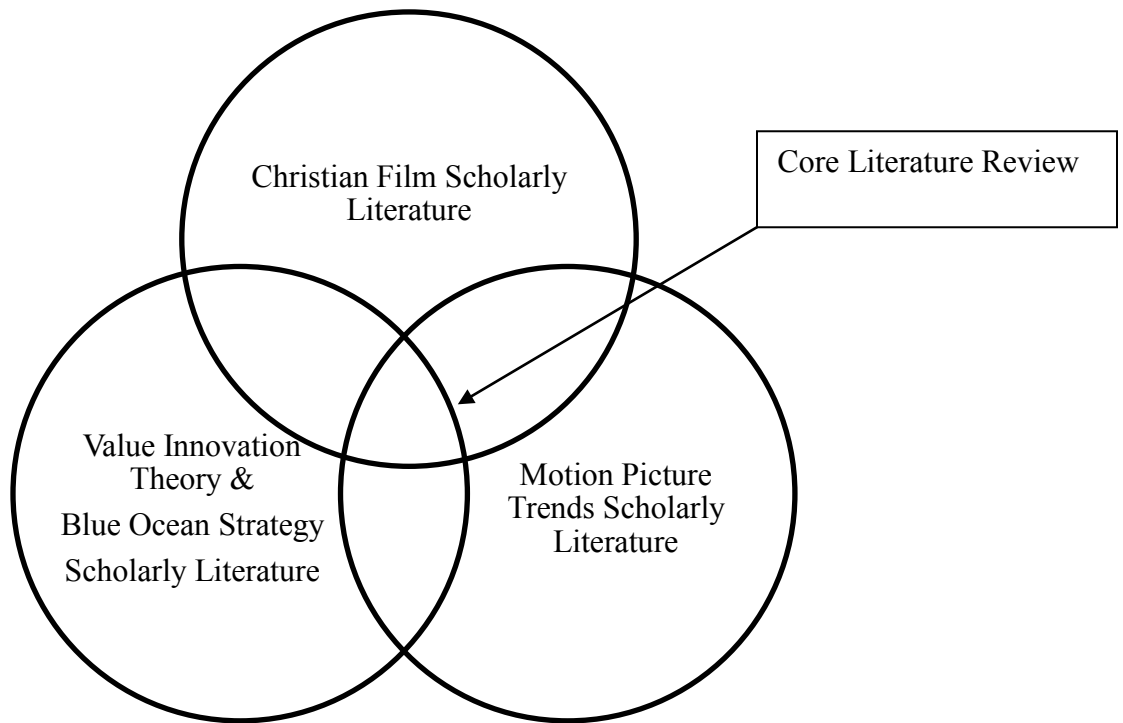 Christian Film Scholarly
Literature
Core Literature Review
Value Innovation
Theory &
Blue Ocean Strategy
Scholarly Literature
Motion Picture
Trends Scholarly
Literature